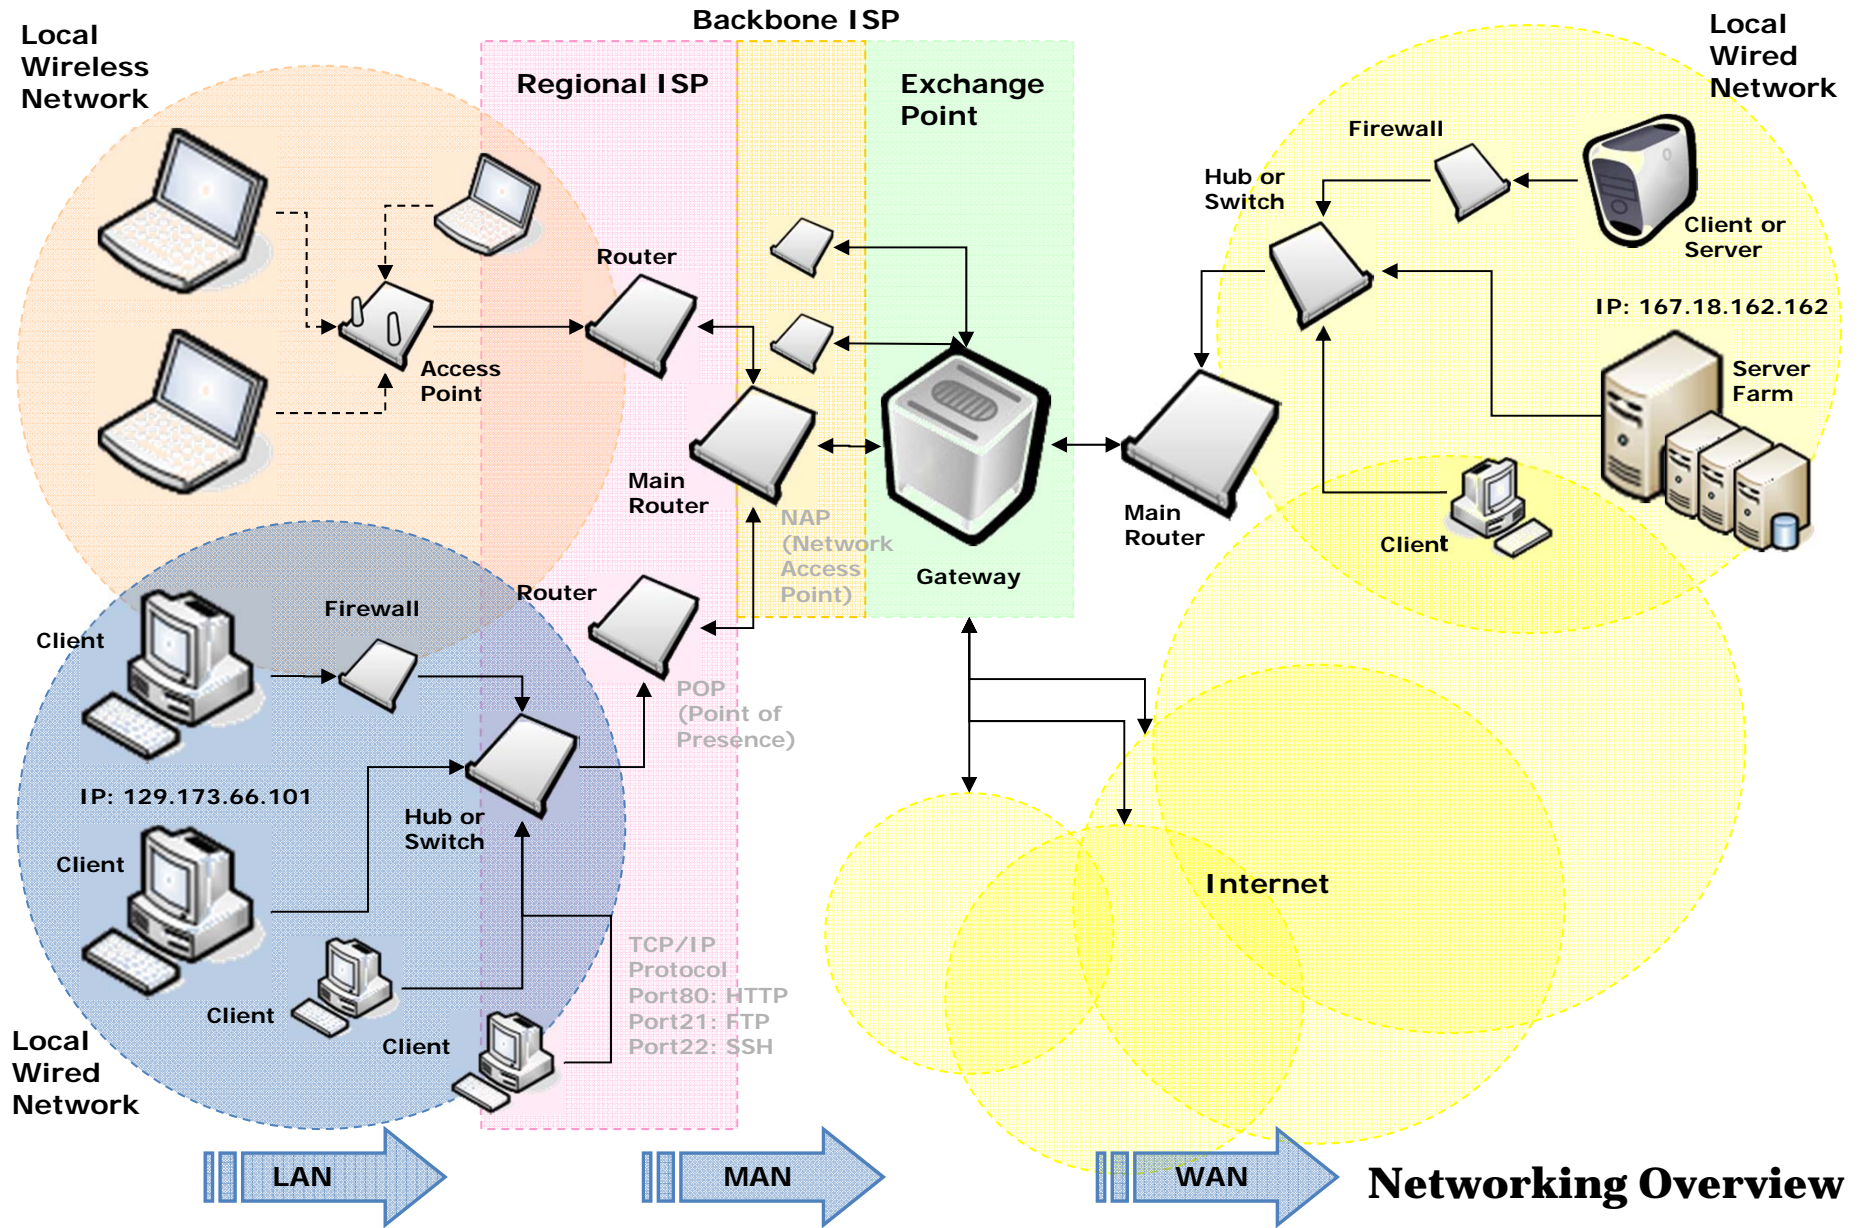 Backbone ISP
Local
Wireless
Network
Regional ISP
Exchange
Point
Local
Wired
Network
Firewall
Hub or
Switch
Client or
Server
Router
IP: 167.18.162.162
Access
Point
Server
Farm
Main
Router
NAP
(Network
Access
Point)
Main
Router
Client
Gateway
Router
Firewall
Client
POP
(Point of
Presence)
IP: 129.173.66.101
Hub or
Switch
Client
Internet
TCP/IP
Protocol
Port80: HTTP
Port21: FTP
Port22: SSH
Client
Client
Local
Wired
Network
LAN
MAN
WAN
Networking Overview